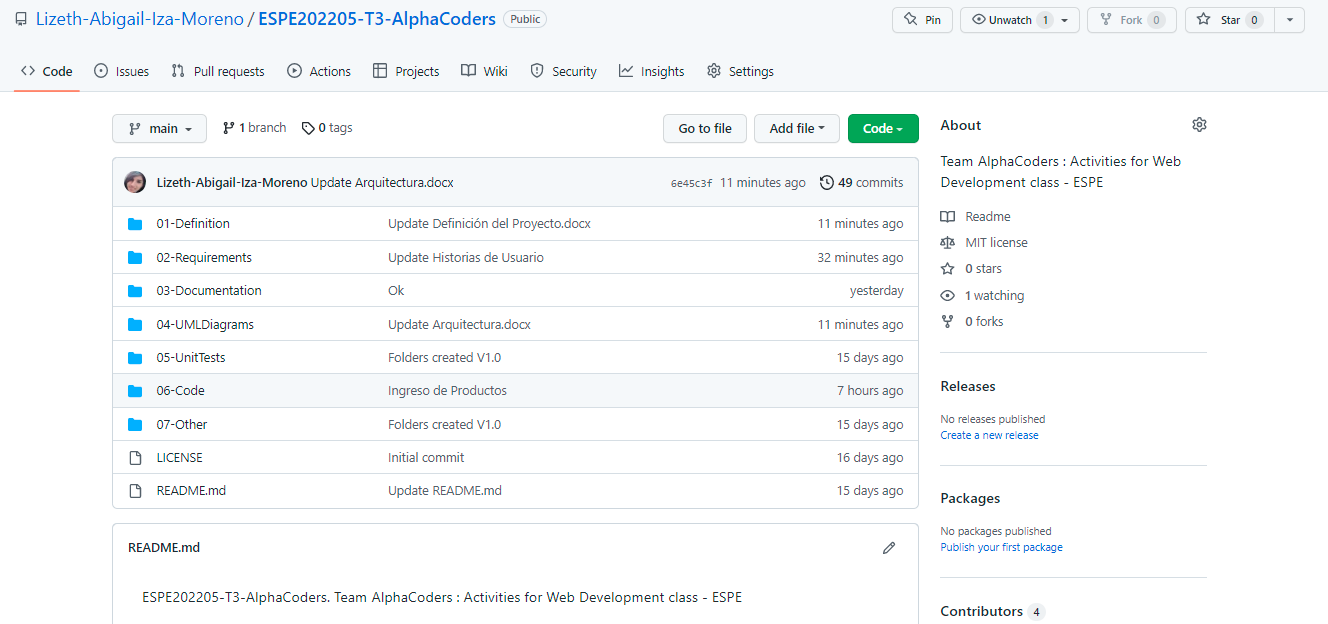 Lizeth-Abigail-Iza-Moreno / ESPE202205-T3-AlphaCoders Public
Pin Unwatch 1 Fork 0 Star 0
Code Issues Pull requests Actions Projects Wiki Security Insights Settings
main 1 branch 0 tags Go to file Add file Code
Lizeth-Abigail-Iza-Moreno Update Arquitectura.docx 6e45c3f 11 minutes ago 49 commits
01-Definition Update Definición del Proyecto.docx 11 minutes ago
02-Requirements Update Historias de Usuario 32 minutes ago
03-Documentation Ok yesterday
04-UMLDiagrams Update Arquitectura.docx 11 minutes ago
05-UnitTests Folders created V1.0 15 days ago
06-Code Ingreso de Productos 7 hours ago
07-Other Folders created V1.0 15 days ago
LICENSE Initial commit 16 days ago
README.md Update README.md 15 days ago
README.md
ESPE202205-T3-AlphaCoders. Team AlphaCoders : Activities for Web Development class - ESPE
About
Team AlphaCoders : Activities for Web
Development class - ESPE
Readme
MIT license
0 stars
1 watching
0 forks
Releases
No releases published
Create a new release
Packages
No packages published
Publish your first package
Contributors 4